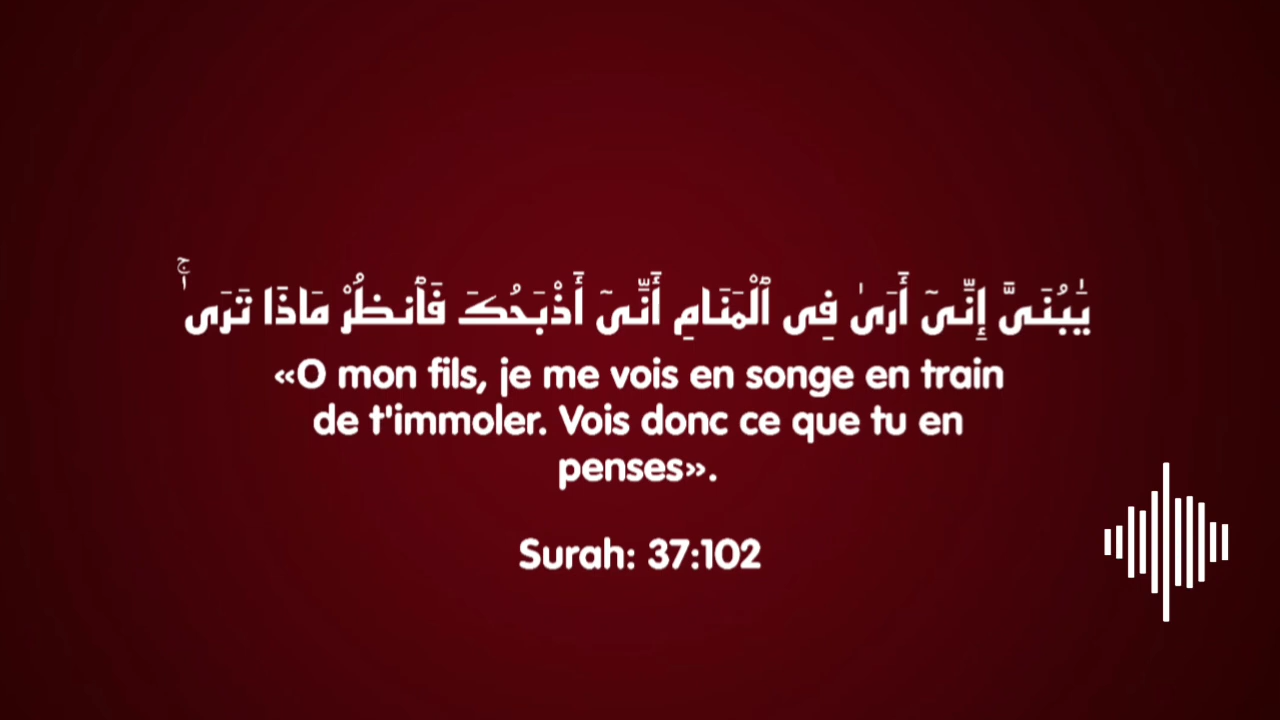 يَٰبُنَىَّ إِنِّىٓ أَرَىٰ فِى ٱلْمَنَامِ أَنِّىٓ أَذْبَحُكَ فَٱنظُرْ مَاذَا تَرَىٰ ۚ
«O mon fils, je me vois en songe en train
de t'immoler. Vois donc ce que tu en
penses».
Surah: 37:102